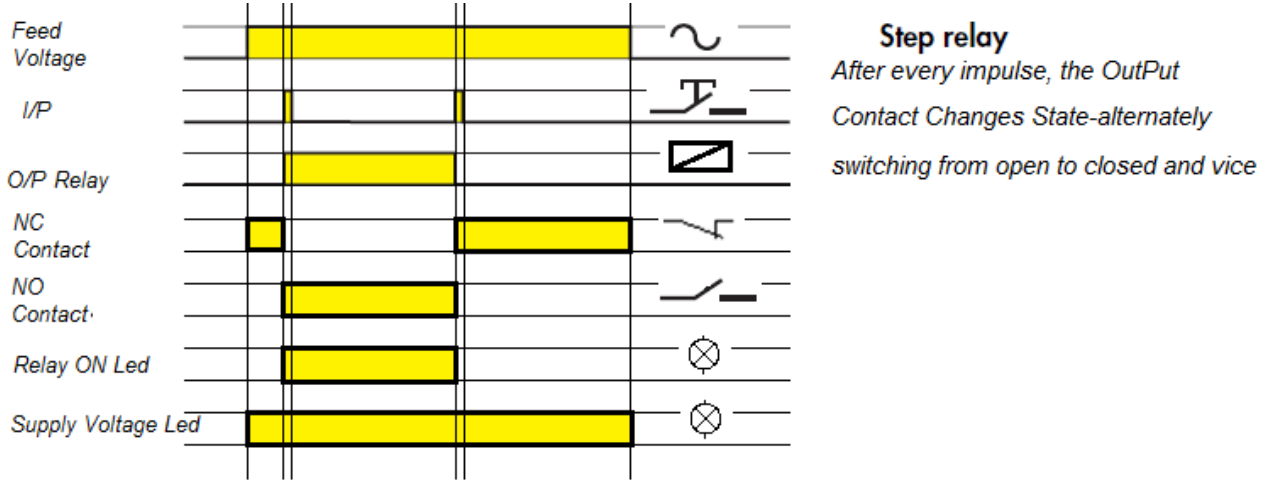 Feed
Voltage
I/P
O/P Relay
NC
Contact
NO
Contact
Relay ON Led
Supply Voltage Led
Step relay
After every impulse, the OutPut
Contact Changes State-alternately
switching from open to closed and vice